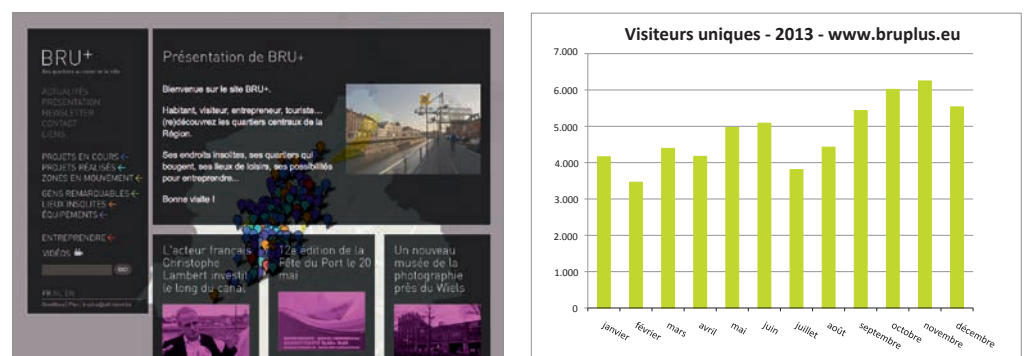 BRU+
ACTUALITÉS
PRÉSENTATION
NEWSLETTER
CONTACT
LIENS
PROJETS EN COURS
PROJETS RÉALISÉS
ZONES EN MOUVEMENT
GENS REMARQUABLES
LIEUX INSOLITES
ÉQUIPEMENTS
ENTREPRENDRE
VIDÉOS
GO
FR NL EN
Présentation de BRU+
Bienvenue sur le site BRU+.
Habitant, visiteur, entrepreneur, touriste...
(re)découvrez les quartiers centraux de la
Région.
Ses endroits insolites, ses quartiers qui
bougent, ses lieux de loisirs, ses possibilités
pour entreprendre...
Bonne visite !
L'acteur français
Christophe
Lambert investit
le long du canal
12e édition de la
Fête du Port le 20
mai
Un nouveau
musée de la
photographie
près du Wiels
Visiteurs uniques - 2013 - www.bruplus.eu
7.000
6.000
5.000
4.000
3.000
2.000
1.000
0
janvier
février
mars
avril
mai
juin
juillet
août
septembre
octobre
novembre
décembre